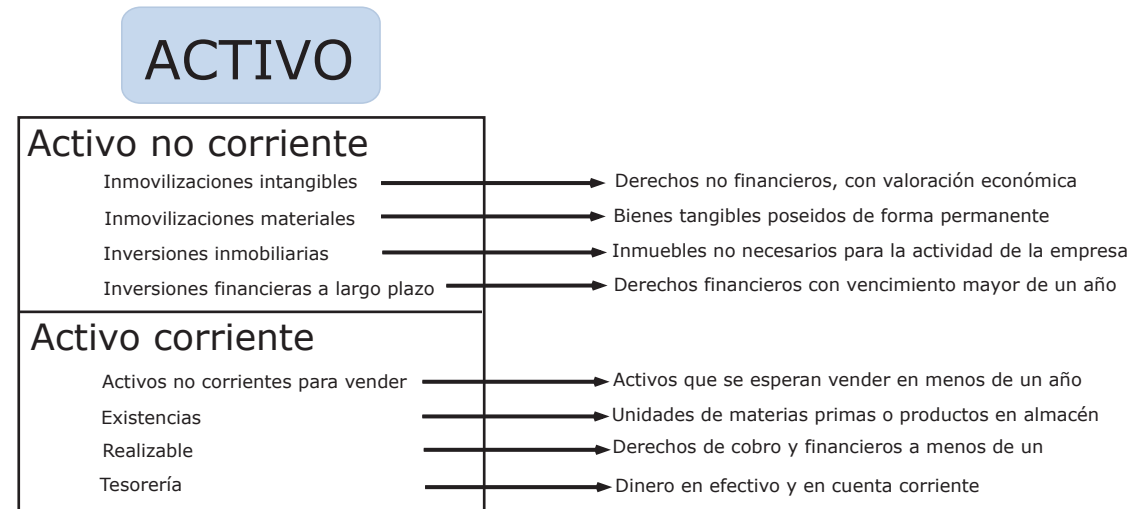 ACTIVO
Activo no corriente
Inmovilizaciones intangibles Derechos no financieros, con valoración económica
Inmovilizaciones materiales Bienes tangibles poseidos de forma permanente
Inversiones inmobiliarias Inmuebles no necesarios para la actividad de la empresa
Inversiones financieras a largo plazo Derechos financieros con vencimiento mayor de un año
Activo corriente
Activos no corrientes para vender Activos que se esperan vender en menos de un año
Existencias Unidades de materias primas o productos en almacén
Realizable Derechos de cobro y financieros a menos de un
Tesorería Dinero en efectivo y en cuenta corriente